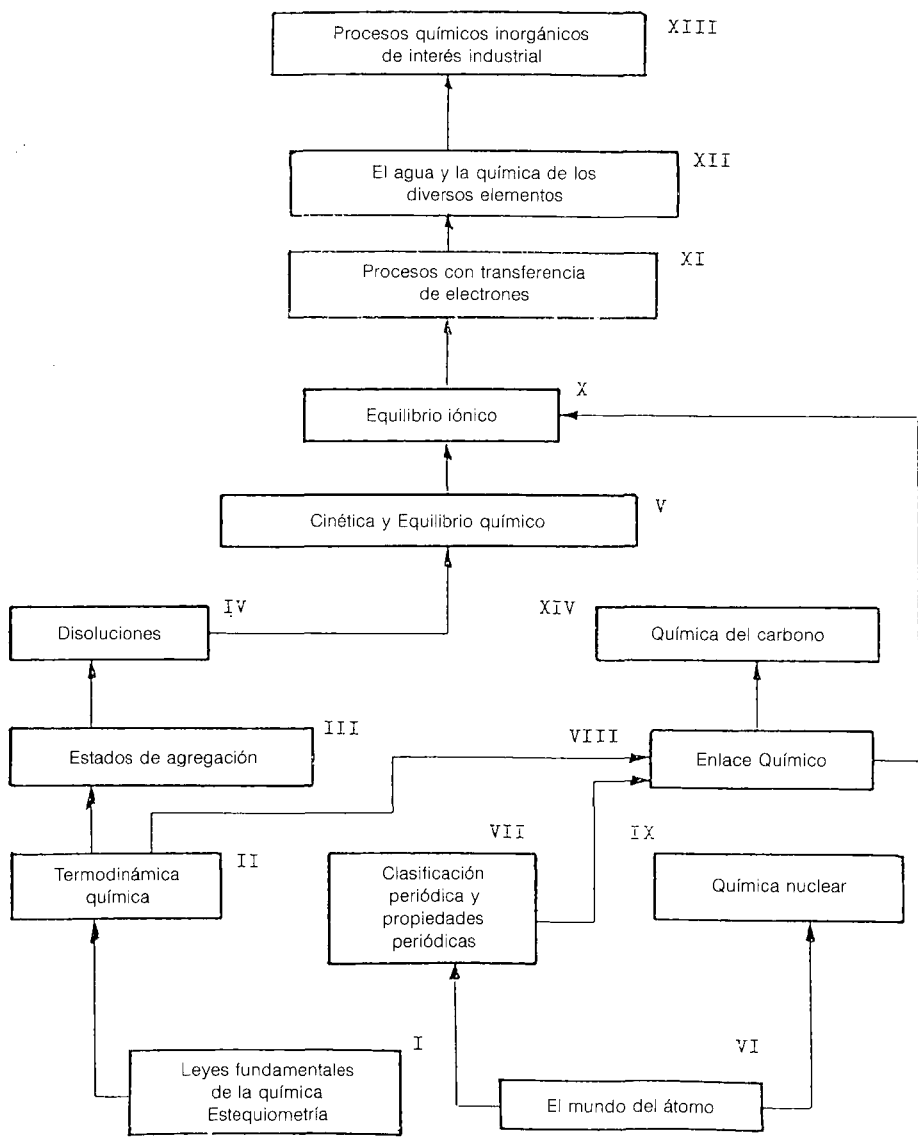 XIII
Procesos químicos inorgánicos
de interés industrial
XII
El agua y la química de los
diversos elementos
XI
Procesos con transferencia
de electrones
X
Equilibrio iónico
V
Cinética y Equilibrio químico
IV
Disoluciones
XIV
Química del carbono
III
Estados de agregación
VIII
Enlace Químico
II
Termodinámica
química
VII
Clasificación
periódica y
propiedades
periódicas
IX
Química nuclear
I
Leyes fundamentales
de la química
Estequiometría
VI
El mundo del átomo